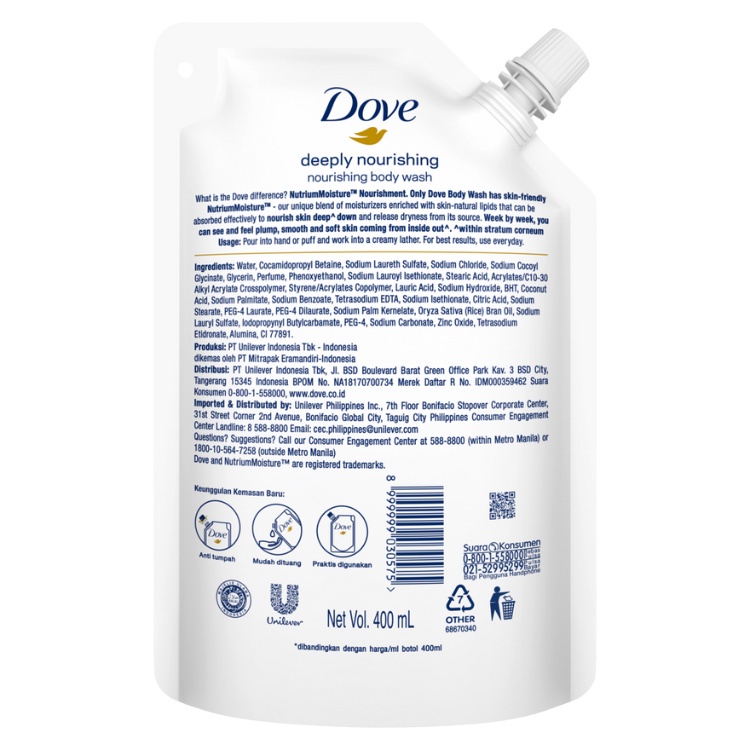 Dove
deeply nourishing
nourishing body wash
What is the Dove difference? NutriumMoisture™ Nourishment. Only Dove Body Wash has skin-friendly
NutriumMoisture™ - our unique blend of moisturizers enriched with skin-natural lipids that can be
absorbed effectively to nourish skin deep^ down and release dryness from its source. Week by week, you
can see and feel plump, smooth and soft skin coming from inside out^. ^within stratum corneum
Usage: Pour into hand or puff and work into a creamy lather. For best results, use everyday.
Ingredients: Water, Cocamidopropyl Betaine, Sodium Laureth Sulfate, Sodium Chloride, Sodium Cocoyl
Glycinate, Glycerin, Perfume, Phenoxyethanol, Sodium Lauroyl Isethionate, Stearic Acid, Acrylates/C10-30
Alkyl Acrylate Crosspolymer, Styrene/Acrylates Copolymer, Lauric Acid, Sodium Hydroxide, BHT, Coconut
Acid, Sodium Palmitate, Sodium Benzoate, Tetrasodium EDTA, Sodium Isethionate, Citric Acid, Sodium
Stearate, PEG-4 Laurate, PEG-4 Dilaurate, Sodium Palm Kernelate, Oryza Sativa (Rice) Bran Oil, Sodium
Lauryl Sulfate, Iodopropynyl Butylcarbamate, PEG-4, Sodium Carbonate, Zinc Oxide, Tetrasodium
Etidronate, Alumina, CI 77891.
Produksi: PT Unilever Indonesia Tbk - Indonesia
dikemas oleh PT Mitrapak Eramandiri-Indonesia
Distribusi: PT Unilever Indonesia Tbk, Jl. BSD Boulevard Barat Green Office Park Kav. 3 BSD City,
Tangerang 15345 Indonesia BPOM No. NA18170700734 Merek Daftar R No. IDM000359462 Suara
Konsumen 0-800-1-558000, www.dove.co.id
Imported & Distributed by: Unilever Philippines Inc., 7th Floor Bonifacio Stopover Corporate Center,
31st Street Corner 2nd Avenue, Bonifacio Global City, Taguig City Philippines Consumer Engagement
Center Landline: 8 588-8800 Email: cec.philippines@unilever.com
Questions? Suggestions? Call our Consumer Engagement Center at 588-8800 (within Metro Manila) or
1800-10-564-7258 (outside Metro Manila)
Dove and NutriumMoisture™ are registered trademarks.
Keunggulan Kemasan Baru:
Dove
Dove
Dove
Anti tumpah
Mudah dituang
Praktis digunakan
8 999999 030575 >
Suara Konsumen
0-800-1-558000 Bebas Pulsa
021-52995299 Pulsa Bayar
Bagi Pengguna Handphone
Unilever
Net Vol. 400 mL
7
OTHER
68670340
*dibandingkan dengan harga/ml botol 400ml